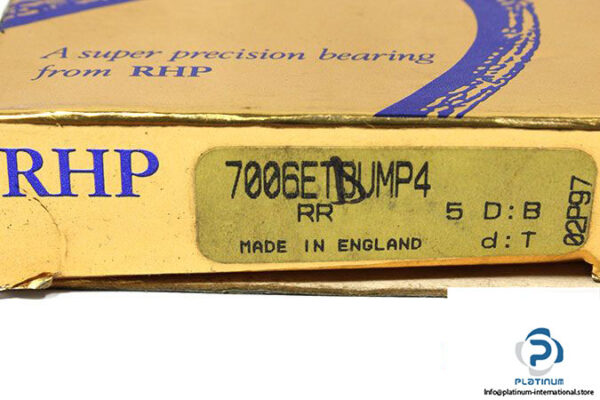 A super precision bearing
from RHP
RHP
7006ETBUMP4
RR 5 D:B
MADE IN ENGLAND d:T
02P97
PLATINUM
Info@platinum-international.store